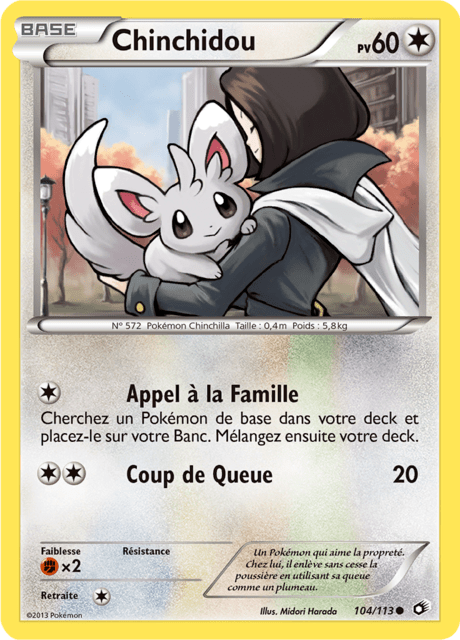 BASE
Chinchidou
PV60
N° 572 Pokémon Chinchilla Taille : 0,4m Poids : 5,8kg
Appel à la Famille
Cherchez un Pokémon de base dans votre deck et
placez-le sur votre Banc. Mélangez ensuite votre deck.
Coup de Queue 20
Faiblesse Résistance
×2
Retraite
Un Pokémon qui aime la propreté.
Chez lui, il enlève sans cesse la
poussière en utilisant sa queue
comme un plumeau.
Illus. Midori Harada 104/113
©2013 Pokémon